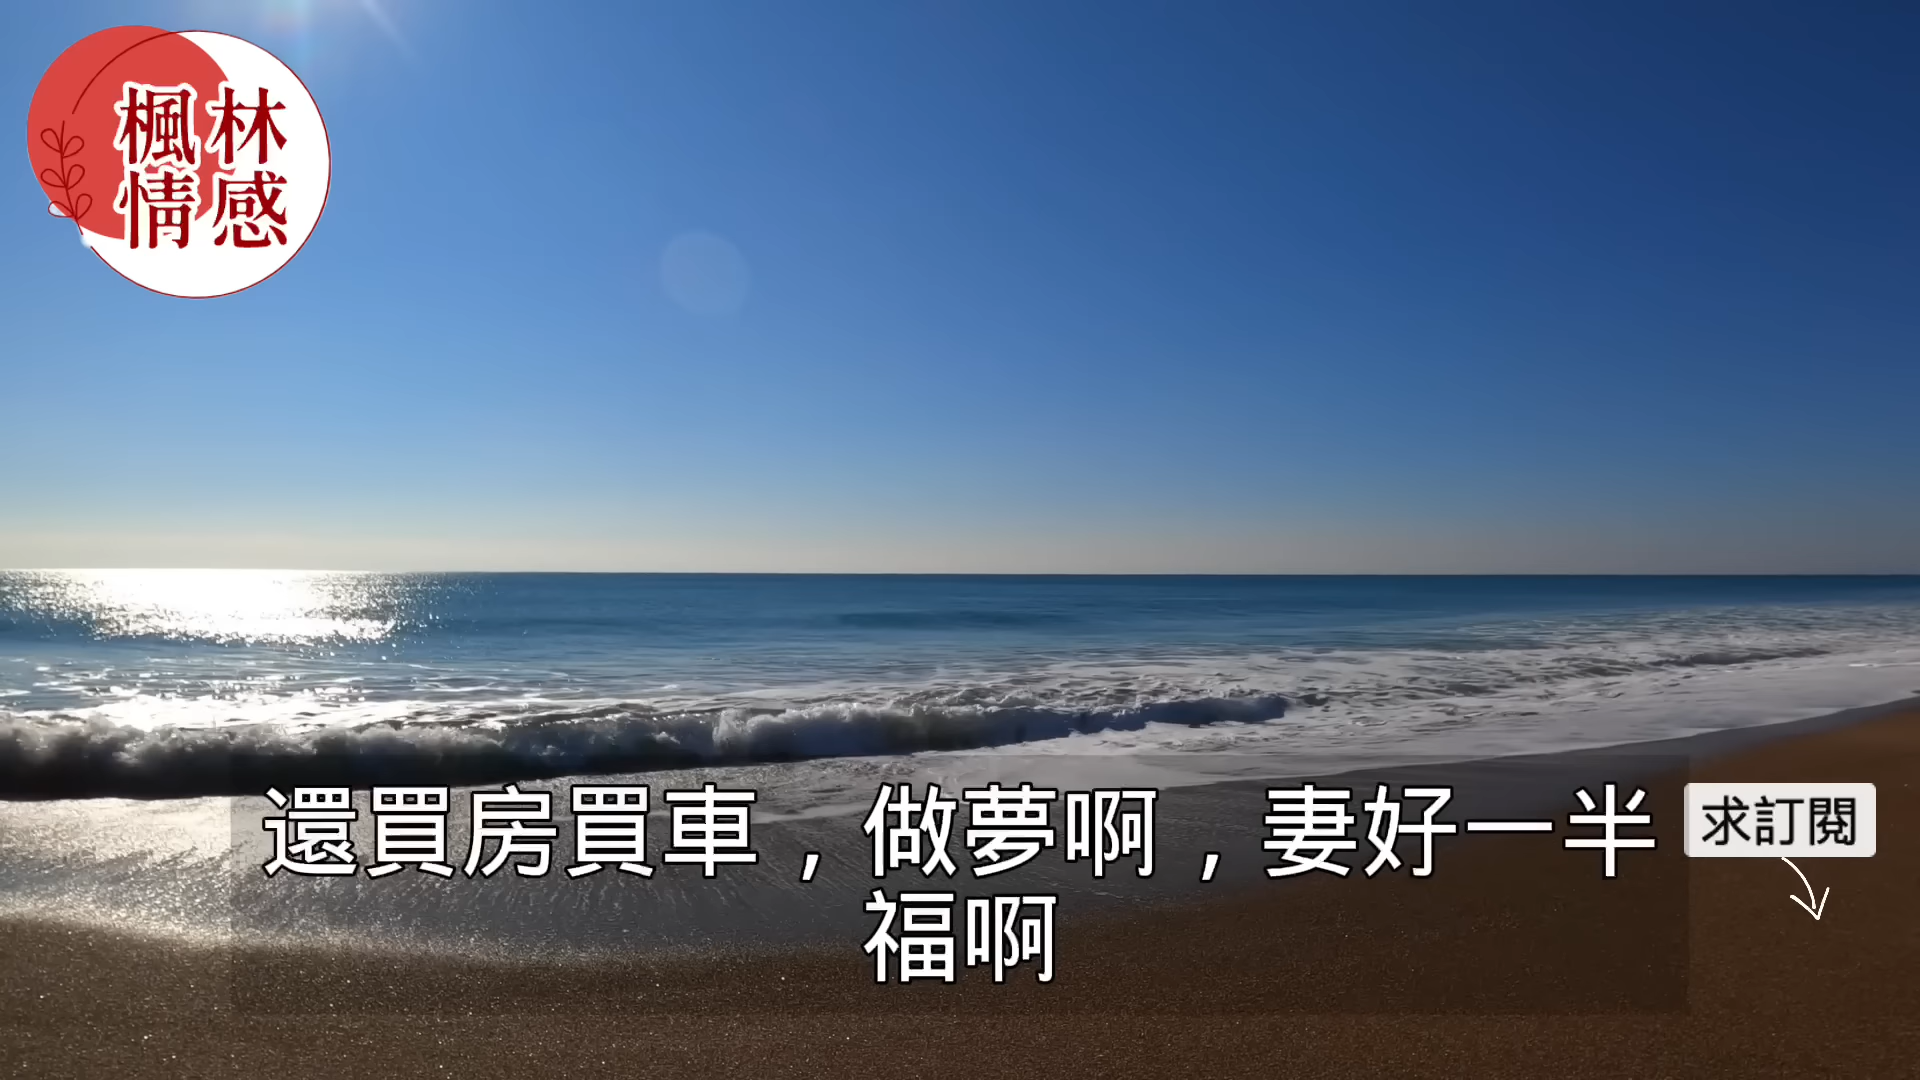 楓林
情感
還買房買車，做夢啊，妻好一半
福啊
求訂閱